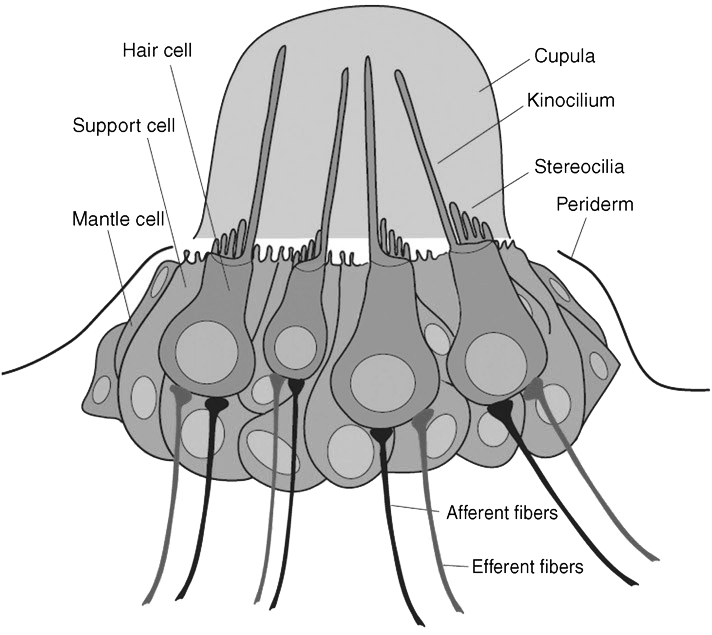 Hair cell
Support cell
Mantle cell
Cupula
Kinocilium
Stereocilia
Periderm
Afferent fibers
Efferent fibers